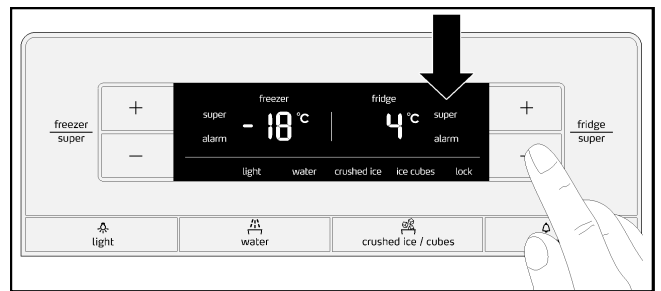 freezer
super
+
−
freezer
super
alarm
- 18 °C
fridge
4 °C
super
alarm
light water crushed ice ice cubes lock
+
−
fridge
super
light
water
crushed ice / cubes